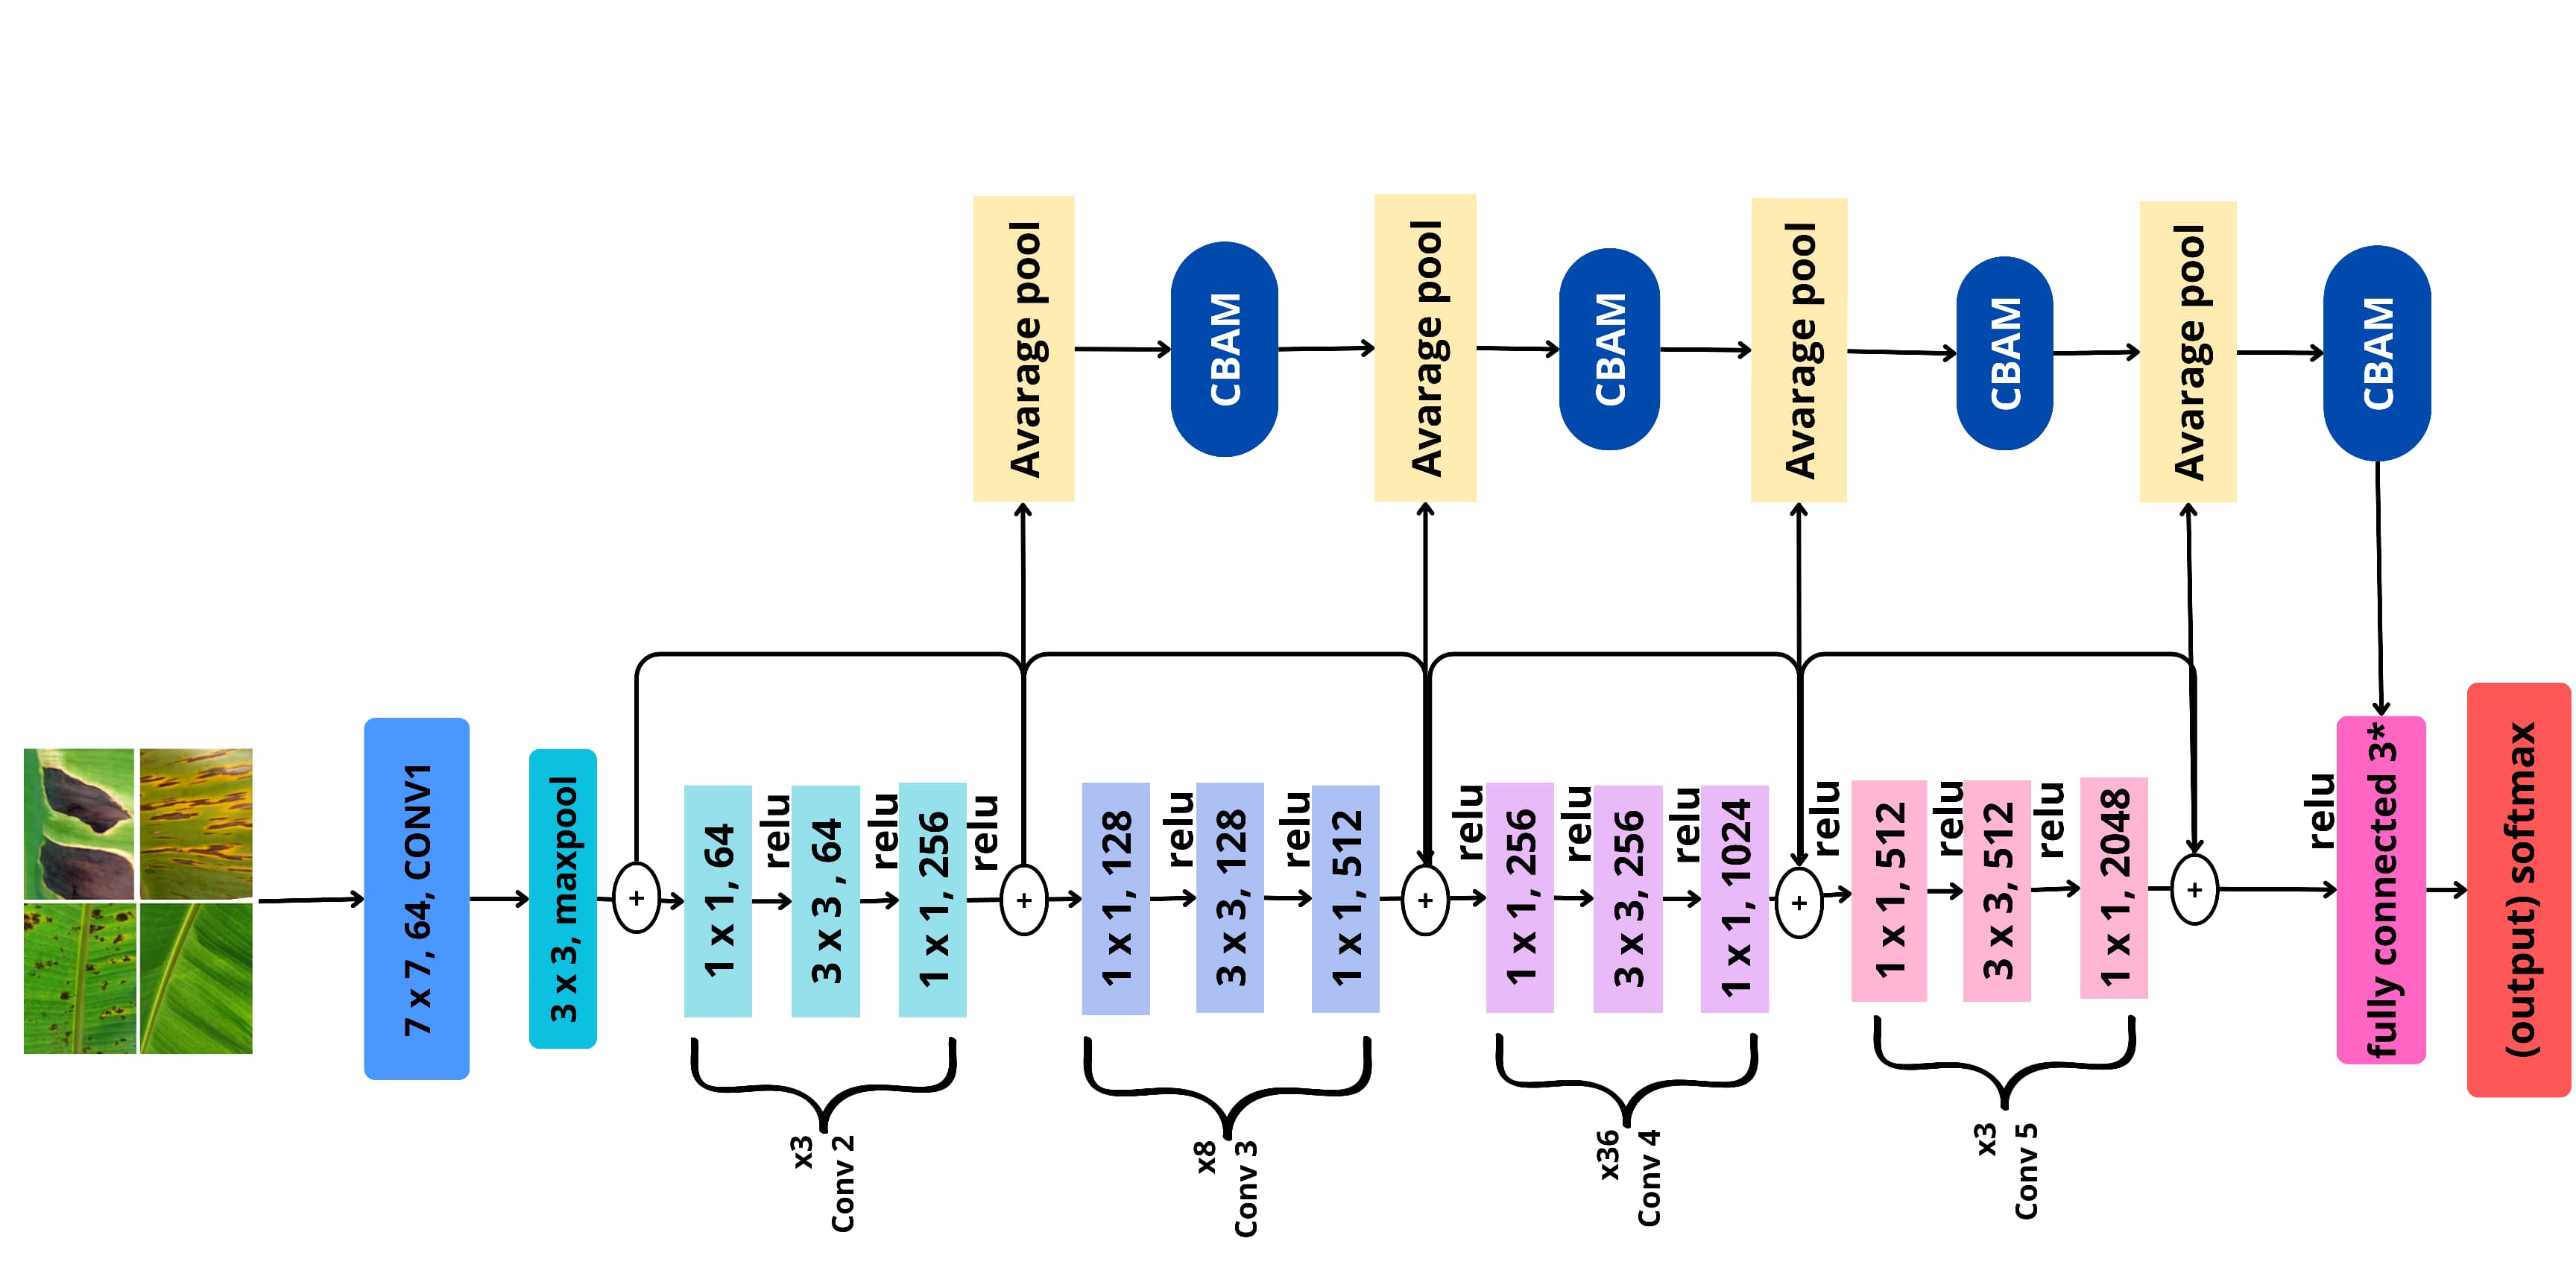 Avarage pool
CBAM
Avarage pool
CBAM
Avarage pool
CBAM
Avarage pool
CBAM
7 x 7, 64, CONV1
3 x 3, maxpool
+
1 x 1, 64
relu
3 x 3 , 64
relu
1 x 1, 256
relu
+
1 x 1, 128
relu
3 x 3, 128
relu
1 x 1, 512
+
relu
1 x 1, 256
relu
3 x 3, 256
relu
1 x 1, 1024
+
relu
1 x 1, 512
relu
3 x 3, 512
relu
1 x 1, 2048
+
relu
fully connected 3*
(output) softmax
x3
Conv 2
x8
Conv 3
x36
Conv 4
x3
Conv 5